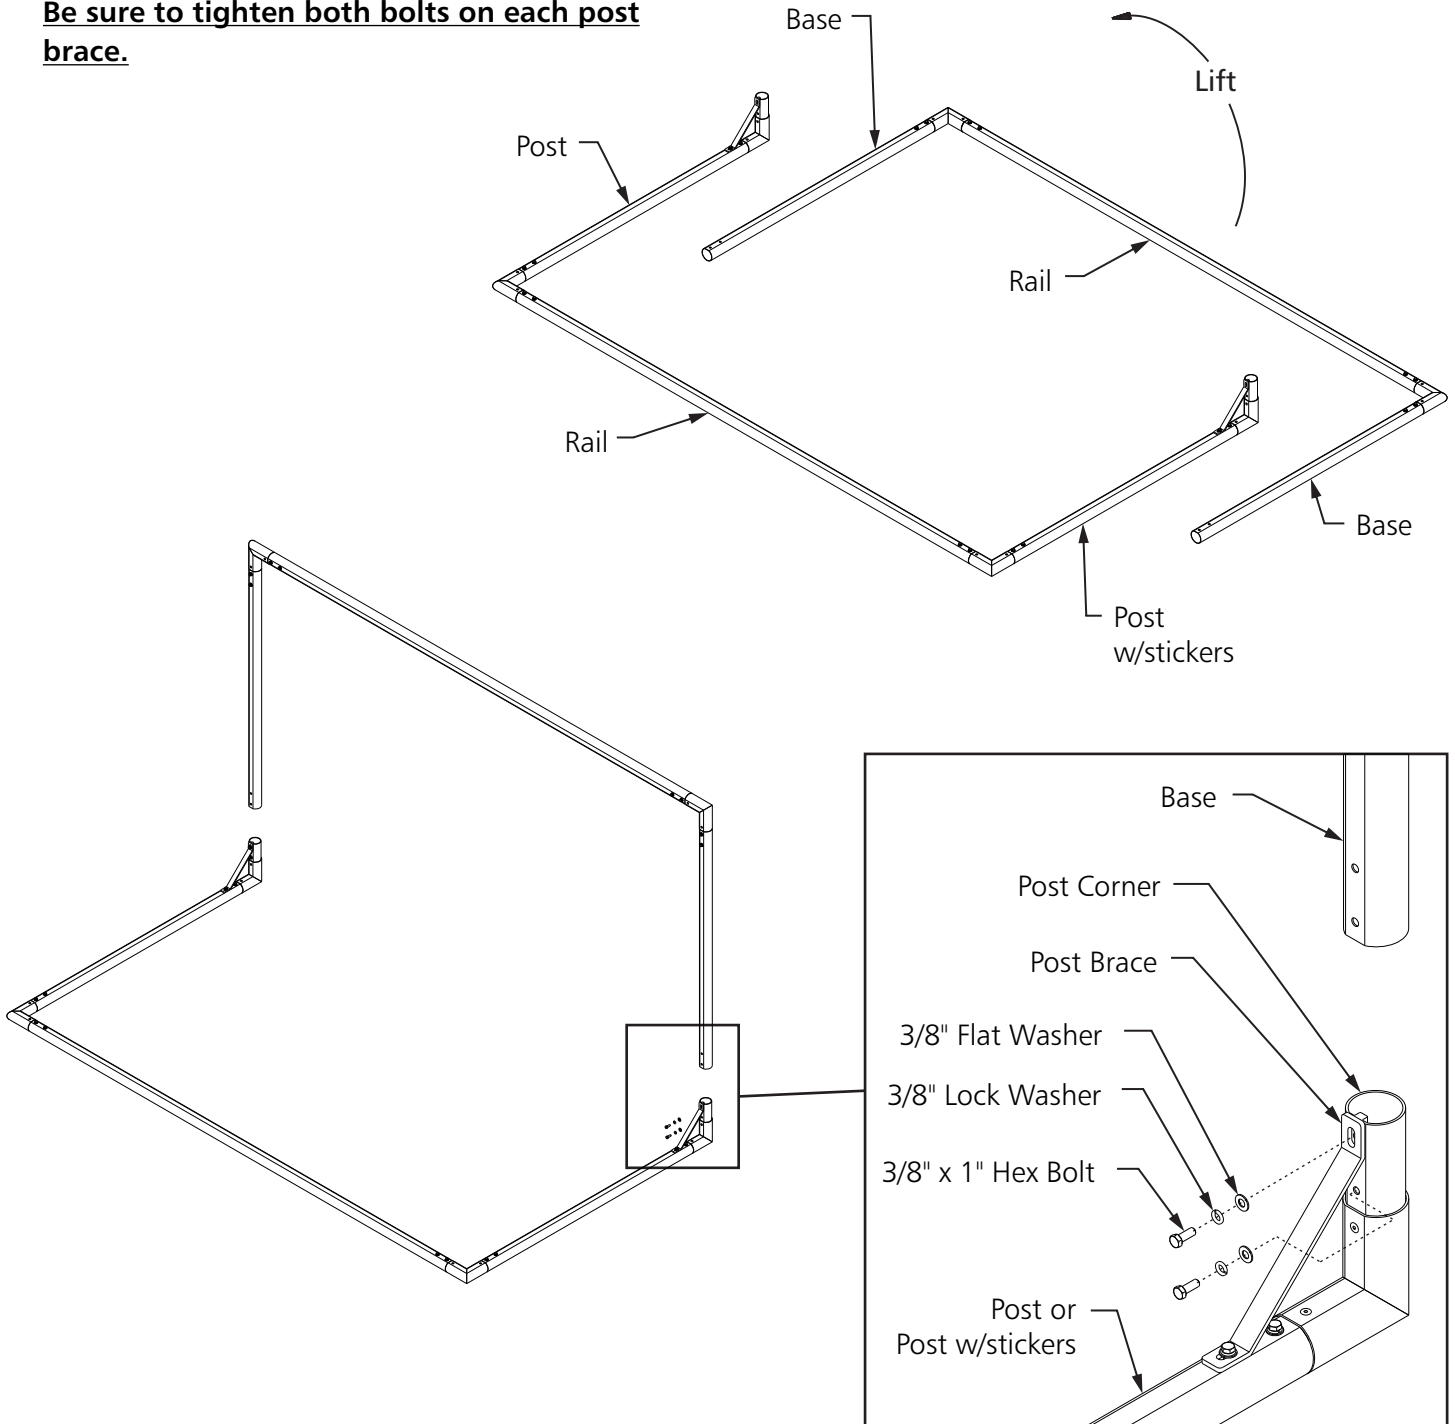 Be sure to tighten both bolts on each post
brace.
Base
Lift
Post
Rail
Rail
Base
Post
w/stickers
Base
Post Corner
Post Brace
3/8" Flat Washer
3/8" Lock Washer
3/8" x 1" Hex Bolt
Post or
Post w/stickers